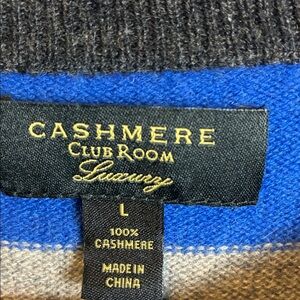 CASHMERE
CLUB ROOM
Luxury
L
100%
CASHMERE
MADE IN
CHINA